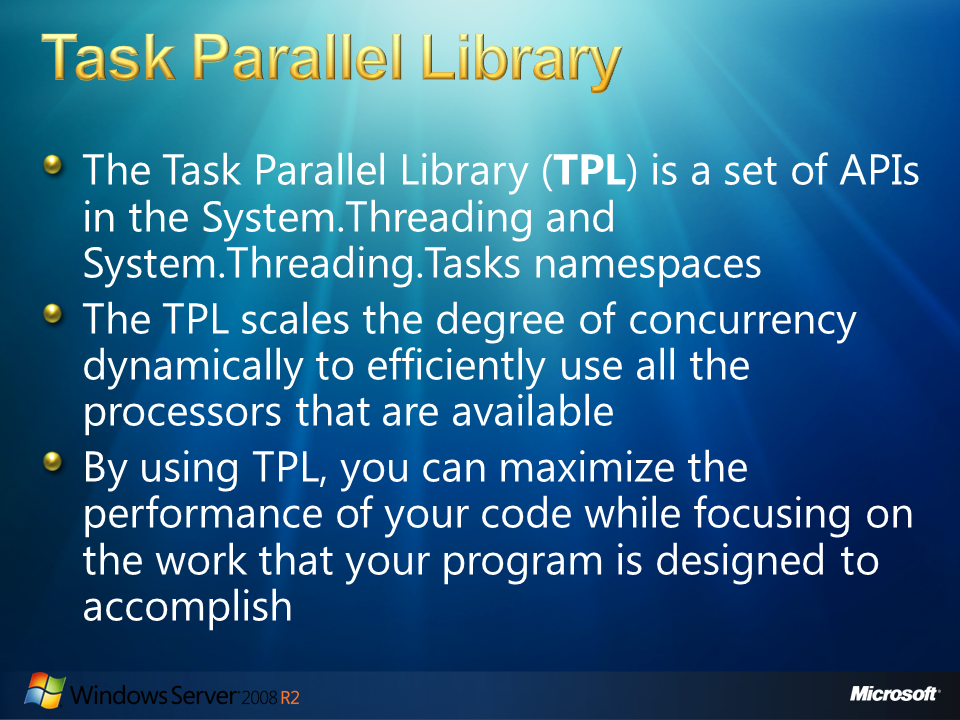 Task Parallel Library
The Task Parallel Library (TPL) is a set of APIs
in the System.Threading and
System.Threading.Tasks namespaces
The TPL scales the degree of concurrency
dynamically to efficiently use all the
processors that are available
By using TPL, you can maximize the
performance of your code while focusing on
the work that your program is designed to
accomplish
Windows Server 2008 R2
Microsoft